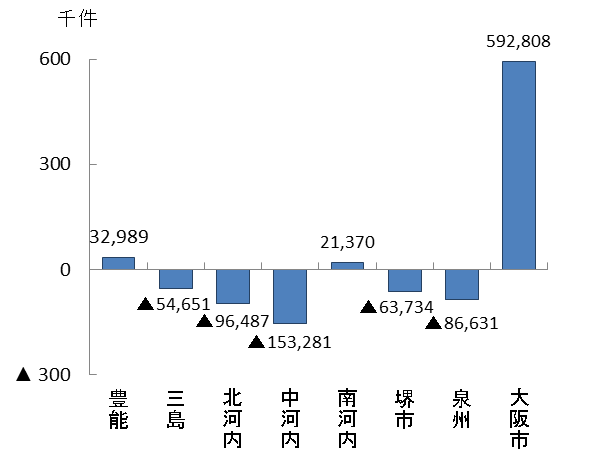 千件
592,808
600
300
32,989
21,370
0
▲ 54,651
▲ 63,734
▲ 96,487
▲ 86,631
▲ 153,281
▲ 300
豊能
三島
北河内
中河内
南河内
堺市
泉州
大阪市